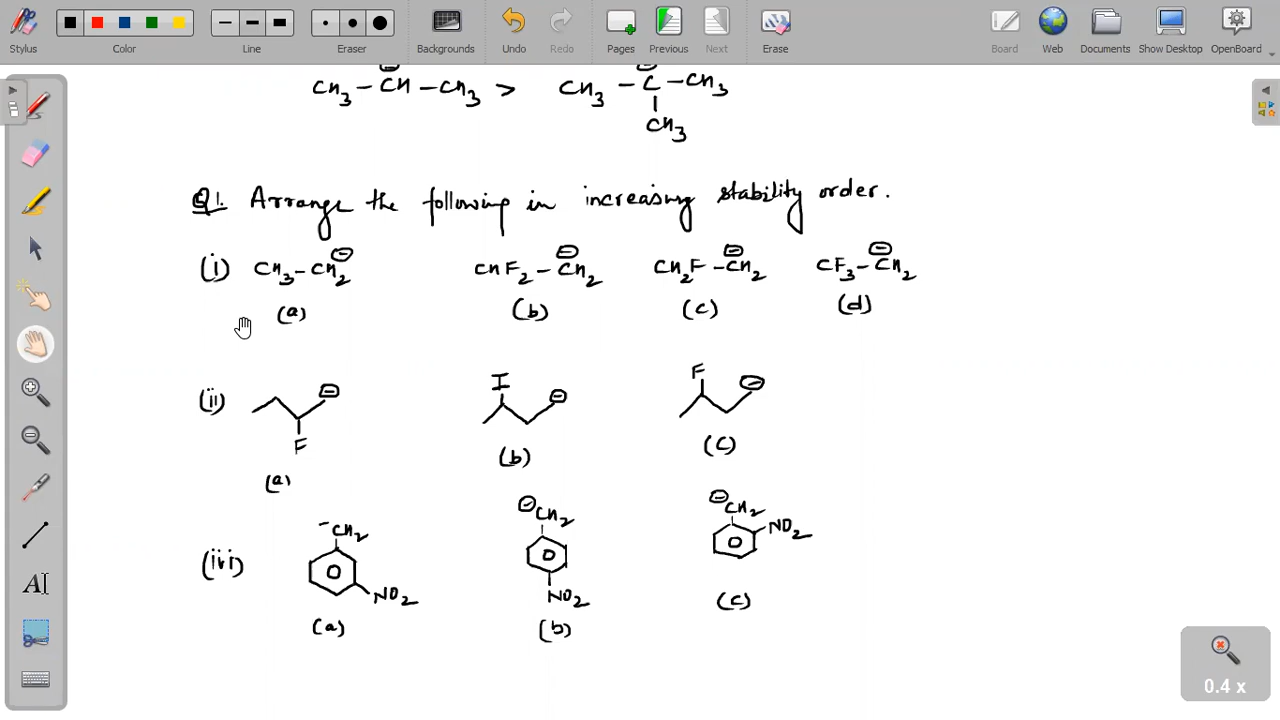 Stylus Color Line Eraser Backgrounds Undo Redo Pages Previous Next Erase Board Web Documents Show Desktop OpenBoard
CH₃ – C̊H – CH₃ > CH₃ – C – CH₃
CH₃
Q1. Arrange the following in increasing stability order.
(i) CH₃ – CH₂⊖ CHF₂ – CH₂⊖ CH₂F – CH₂⊖ CF₃ – CH₂⊖
(a) (b) (c) (d)
(ii) ⊖ I ⊖ F ⊖
F
(a) (b) (c)
(iii) ⁻CH₂ ⊖CH₂ ⊖CH₂
NO₂ NO₂ NO₂
(a) (b) (c)
AI
0.4 x